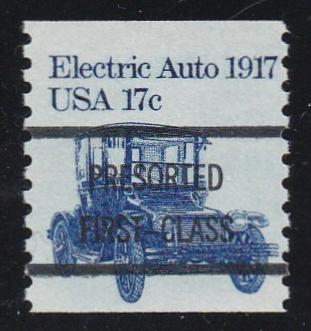 Electric Auto 1917
USA 17c
PRESORTED
FIRST-CLASS